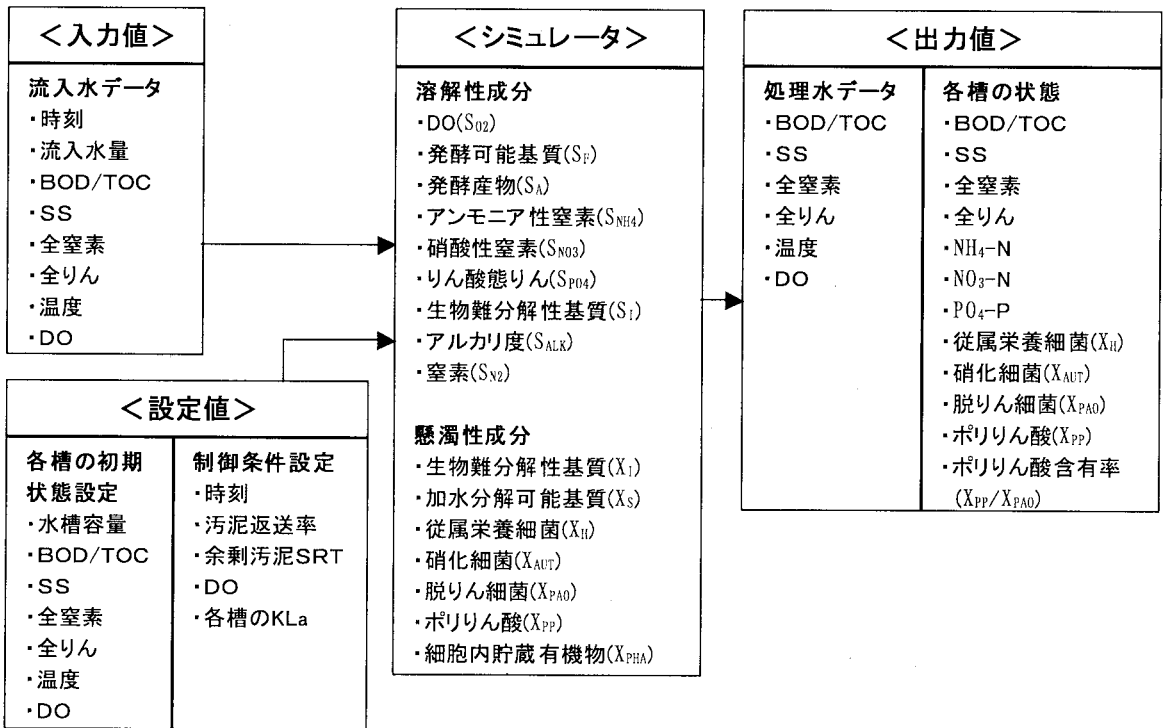 ＜入力値＞
流入水データ
・時刻
・流入水量
・BOD/TOC
・SS
・全窒素
・全りん
・温度
・DO
＜設定値＞
各槽の初期
状態設定
・水槽容量
・BOD/TOC
・SS
・全窒素
・全りん
・温度
・DO
制御条件設定
・時刻
・汚泥返送率
・余剰汚泥SRT
・DO
・各槽のKLa
＜シミュレータ＞
溶解性成分
・DO(S02)
・発酵可能基質(SF)
・発酵産物(SA)
・アンモニア性窒素(SNH4)
・硝酸性窒素(SNO3)
・りん酸態りん(SPO4)
・生物難分解性基質(SI)
・アルカリ度(SALK)
・窒素(SN2)
懸濁性成分
・生物難分解性基質(XI)
・加水分解可能基質(XS)
・従属栄養細菌(XH)
・硝化細菌(XAUT)
・脱りん細菌(XPAO)
・ポリりん酸(XPP)
・細胞内貯蔵有機物(XPHA)
＜出力値＞
処理水データ
・BOD/TOC
・SS
・全窒素
・全りん
・温度
・DO
各槽の状態
・BOD/TOC
・SS
・全窒素
・全りん
・NH4-N
・NO3-N
・PO4-P
・従属栄養細菌(XH)
・硝化細菌(XAUT)
・脱りん細菌(XPAO)
・ポリりん酸(XPP)
・ポリりん酸含有率
(XPP/XPAO)